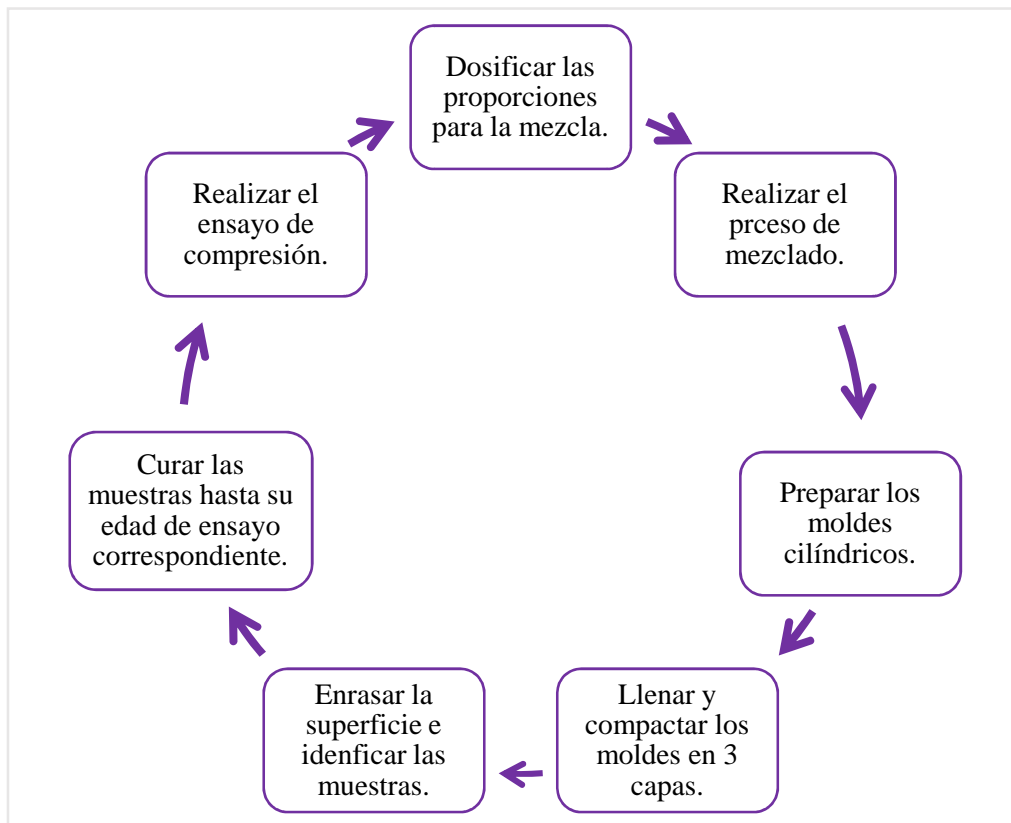 Dosificar las
proporciones
para la mezcla.
Realizar el
prceso de
mezclado.
Preparar los
moldes
cilíndricos.
Llenar y
compactar los
moldes en 3
capas.
Enrasar la
superficie e
idenficar las
muestras.
Curar las
muestras hasta su
edad de ensayo
correspondiente.
Realizar el
ensayo de
compresión.